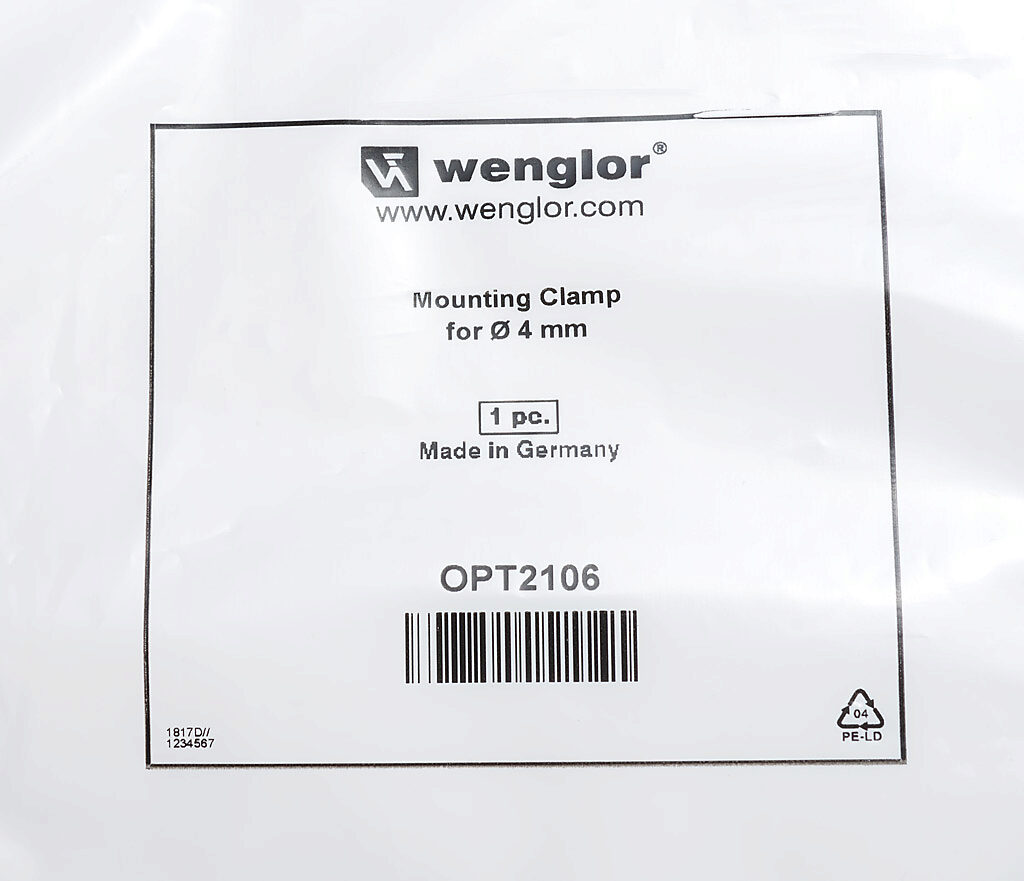 wenglor®
www.wenglor.com
Mounting Clamp
for Ø 4 mm
1 pc.
Made in Germany
OPT2106
1817D//
1234567
04
PE-LD